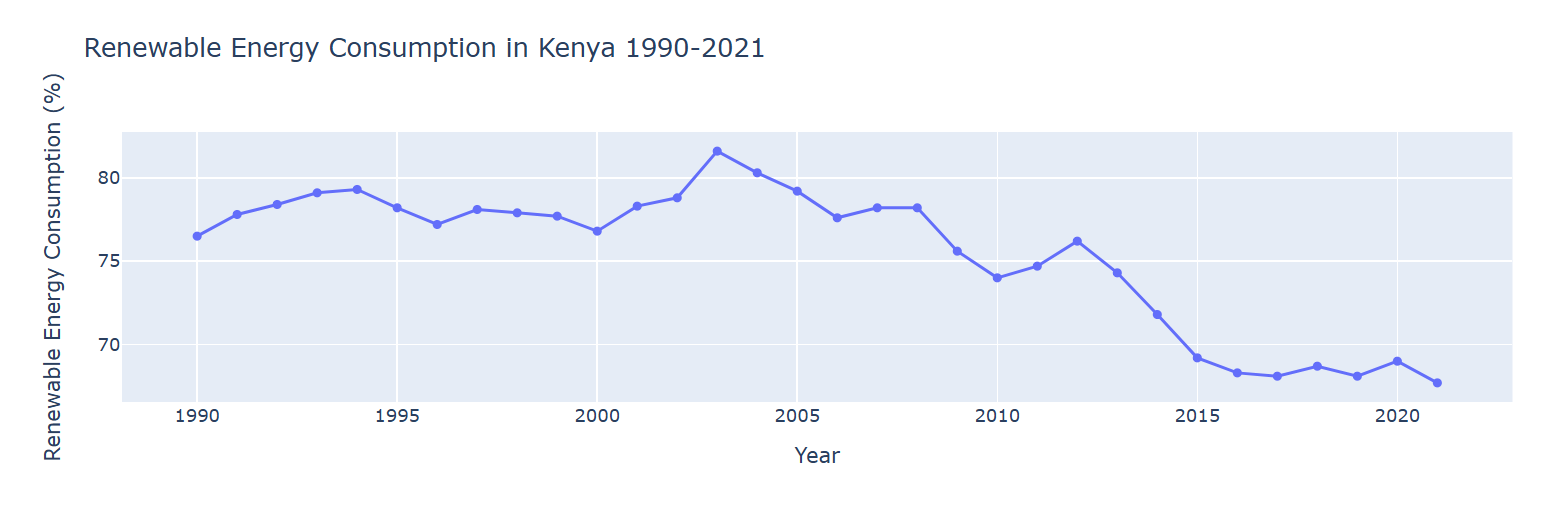 Renewable Energy Consumption in Kenya 1990-2021
Renewable Energy Consumption (%)
80
75
70
1990 1995 2000 2005 2010 2015 2020
Year